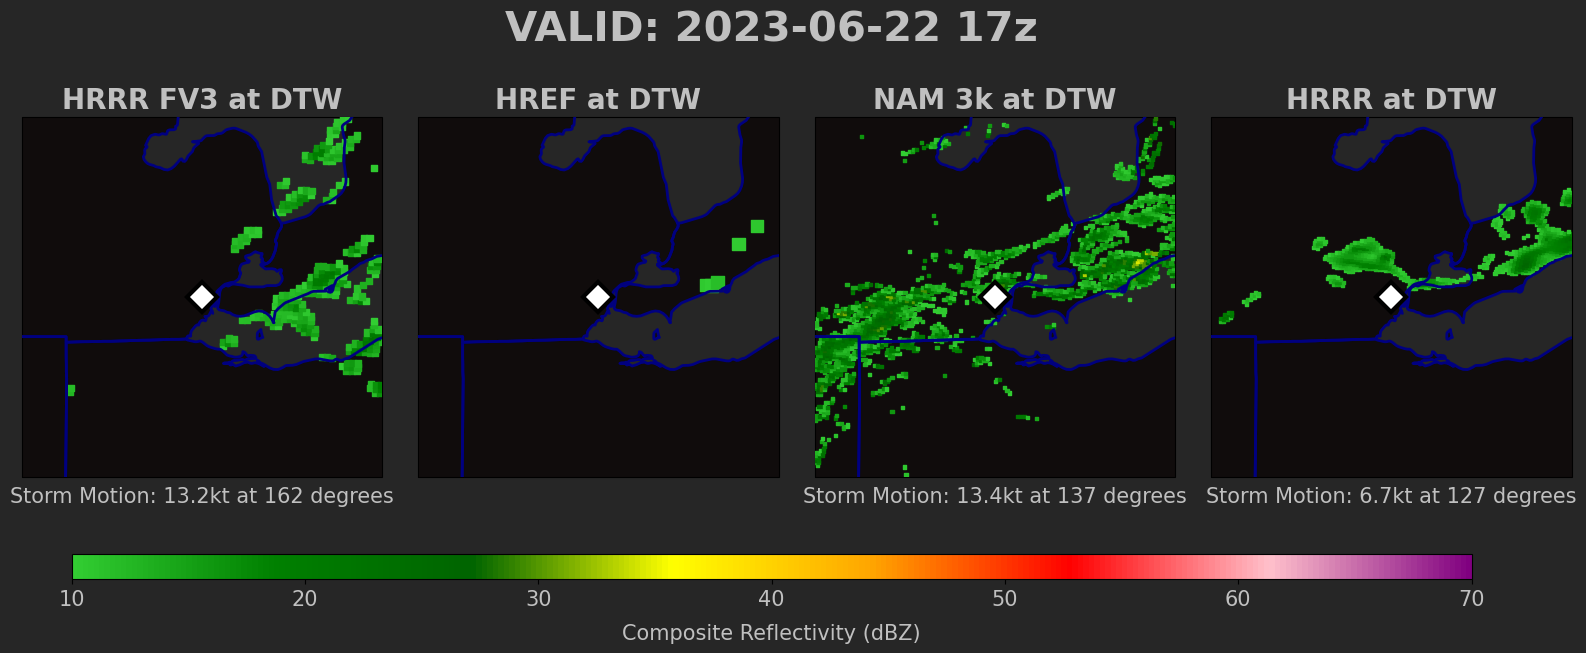 VALID: 2023-06-22 17z
HRRR FV3 at DTW
HREF at DTW
NAM 3k at DTW
HRRR at DTW
Storm Motion: 13.2kt at 162 degrees
Storm Motion: 13.4kt at 137 degrees
Storm Motion: 6.7kt at 127 degrees
10 20 30 40 50 60 70
Composite Reflectivity (dBZ)